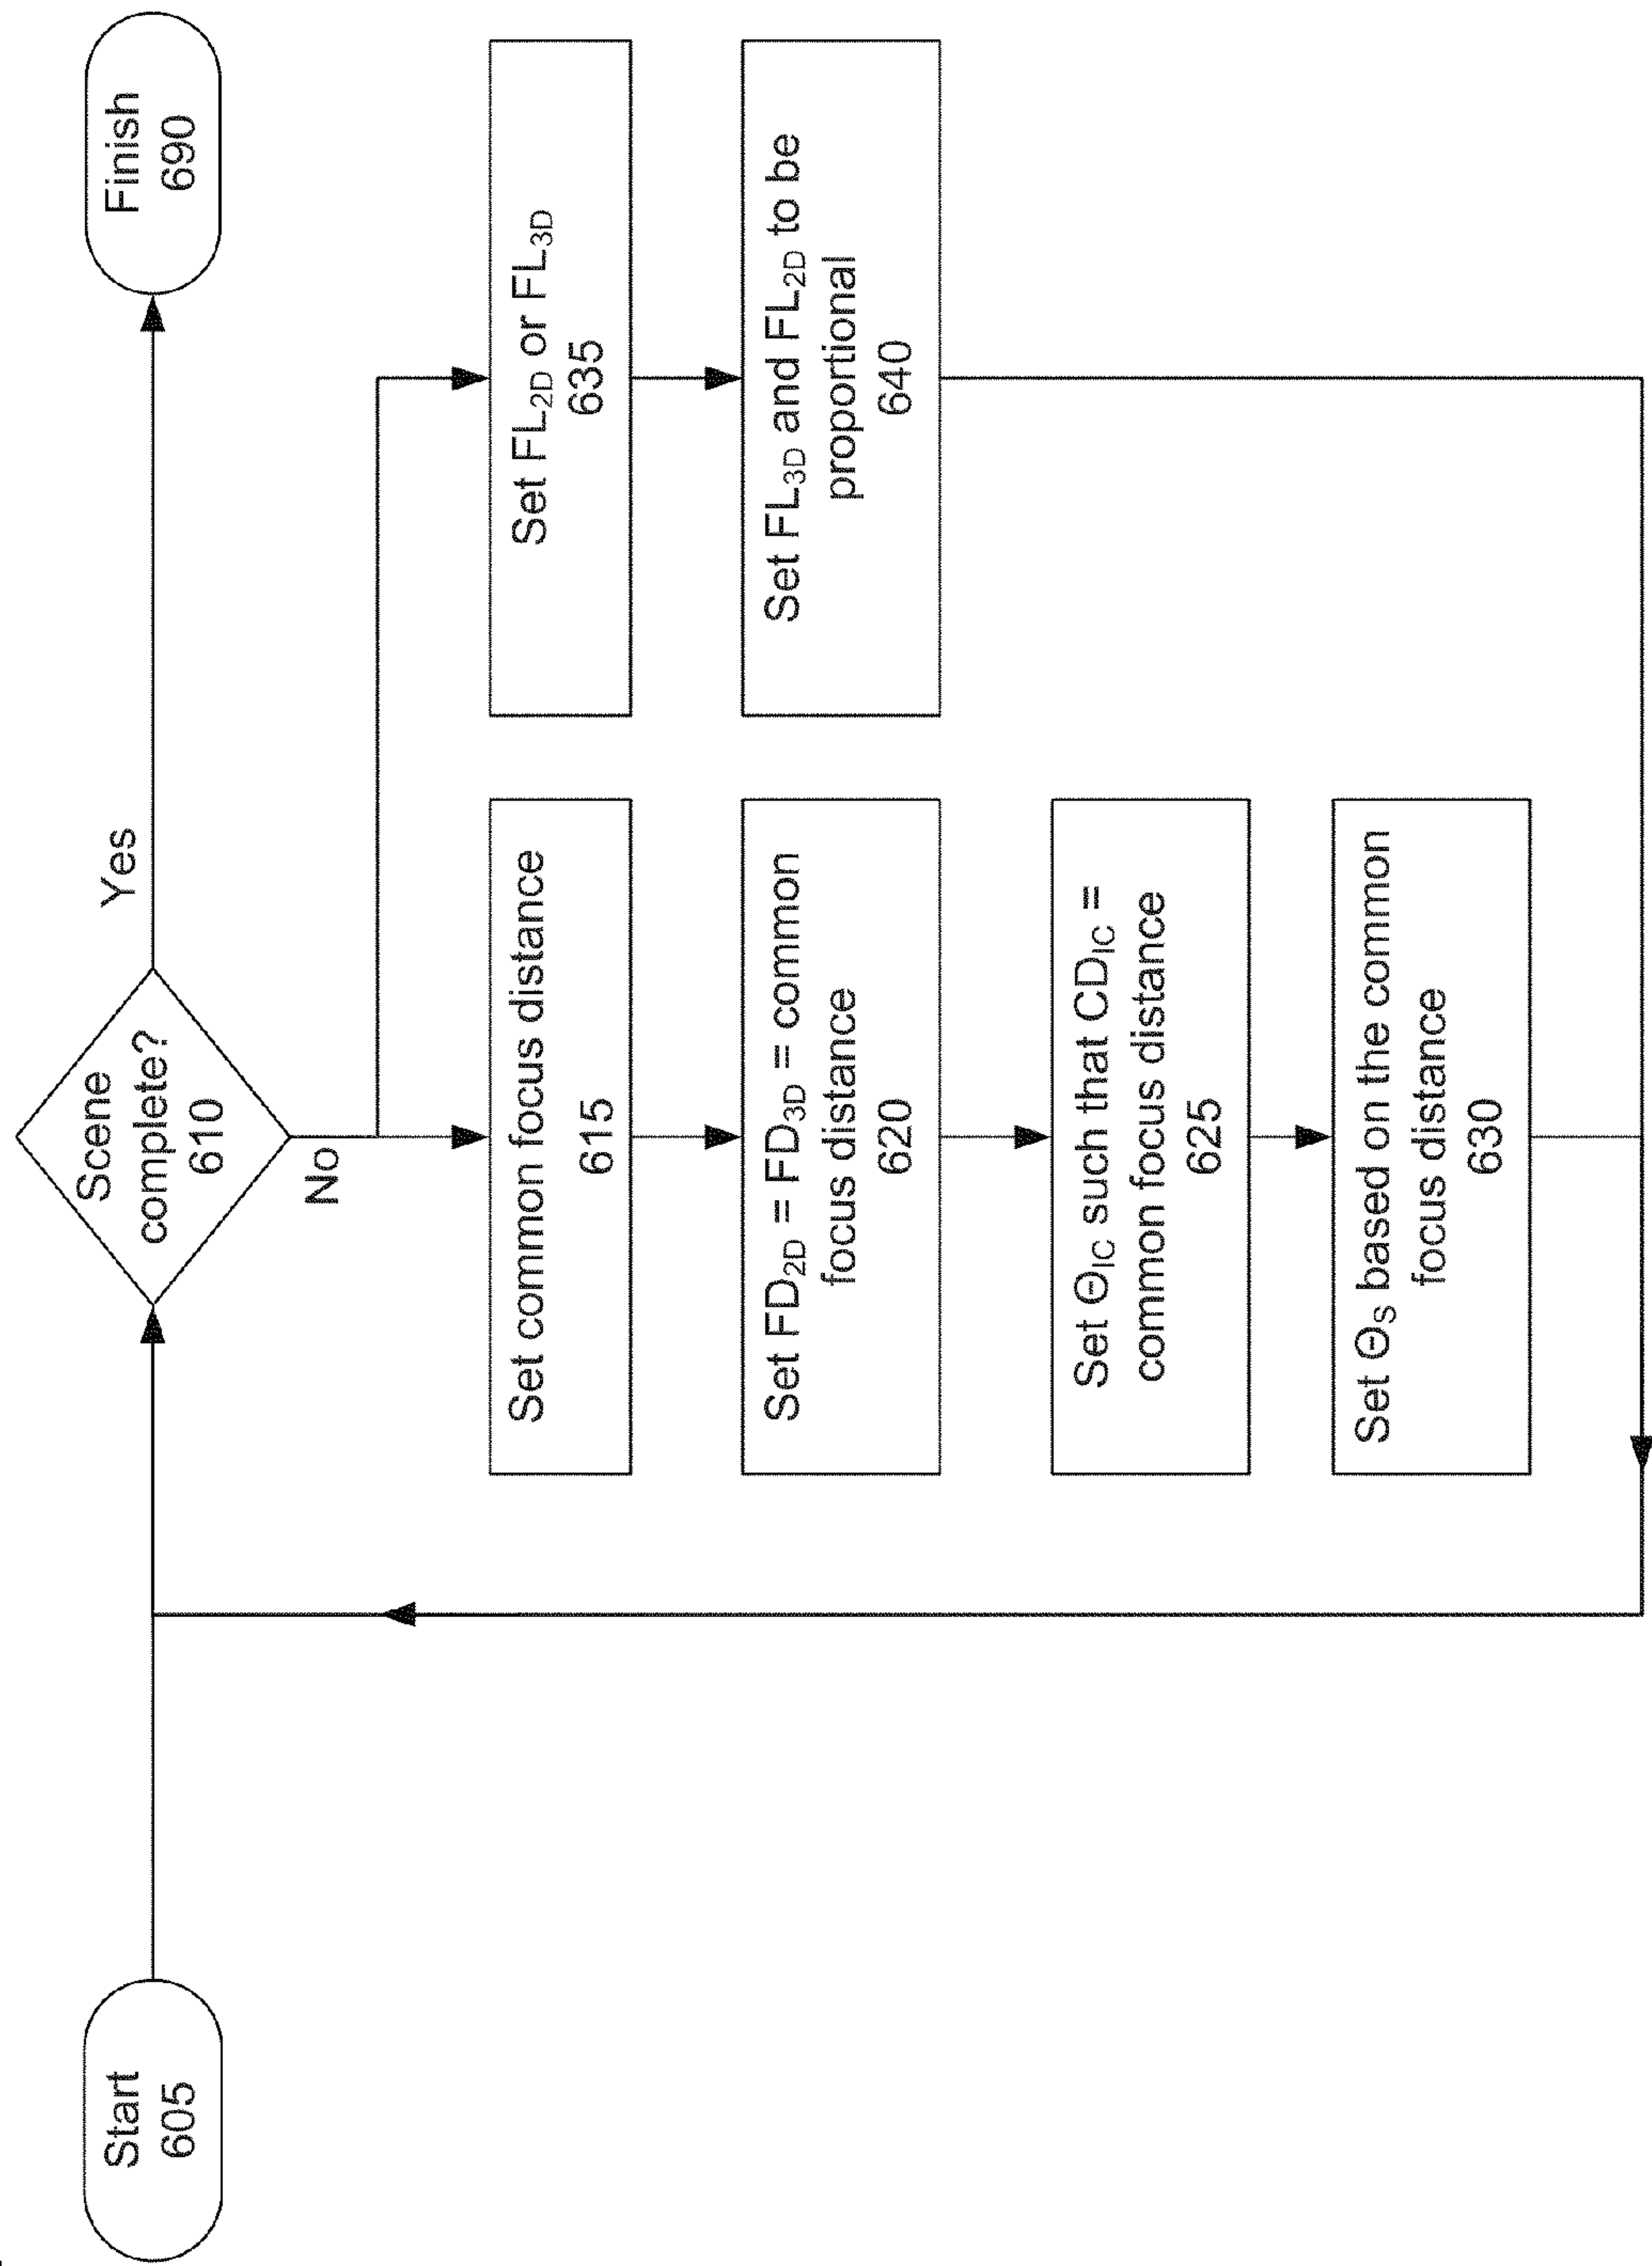 Start
605
Scene
complete?
610
Yes
Finish
690
No
Set common focus distance
615
Set FD2D = FD3D = common
focus distance
620
Set ΘIC such that CDIC =
common focus distance
625
Set ΘS based on the common
focus distance
630
Set FL2D or FL3D
635
Set FL3D and FL2D to be
proportional
640